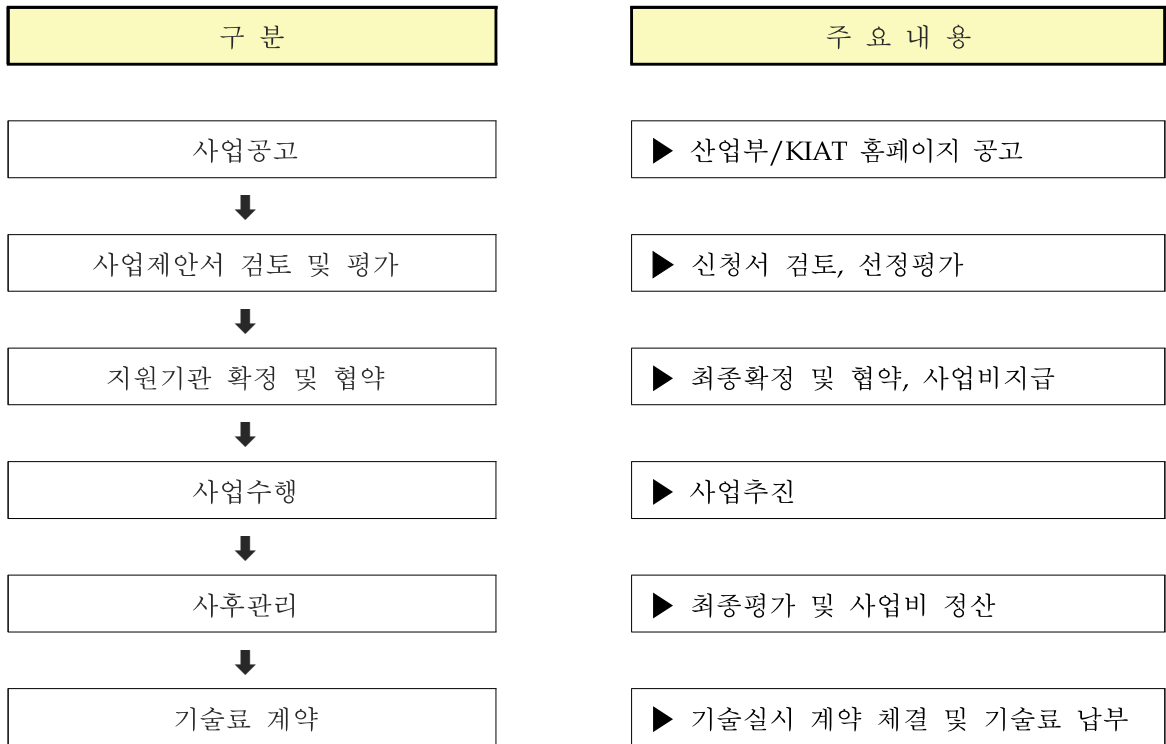 구 분 주 요 내 용
사업공고 ▶ 산업부/KIAT 홈페이지 공고
사업제안서 검토 및 평가 ▶ 신청서 검토, 선정평가
지원기관 확정 및 협약 ▶ 최종확정 및 협약, 사업비지급
사업수행 ▶ 사업추진
사후관리 ▶ 최종평가 및 사업비 정산
기술료 계약 ▶ 기술실시 계약 체결 및 기술료 납부